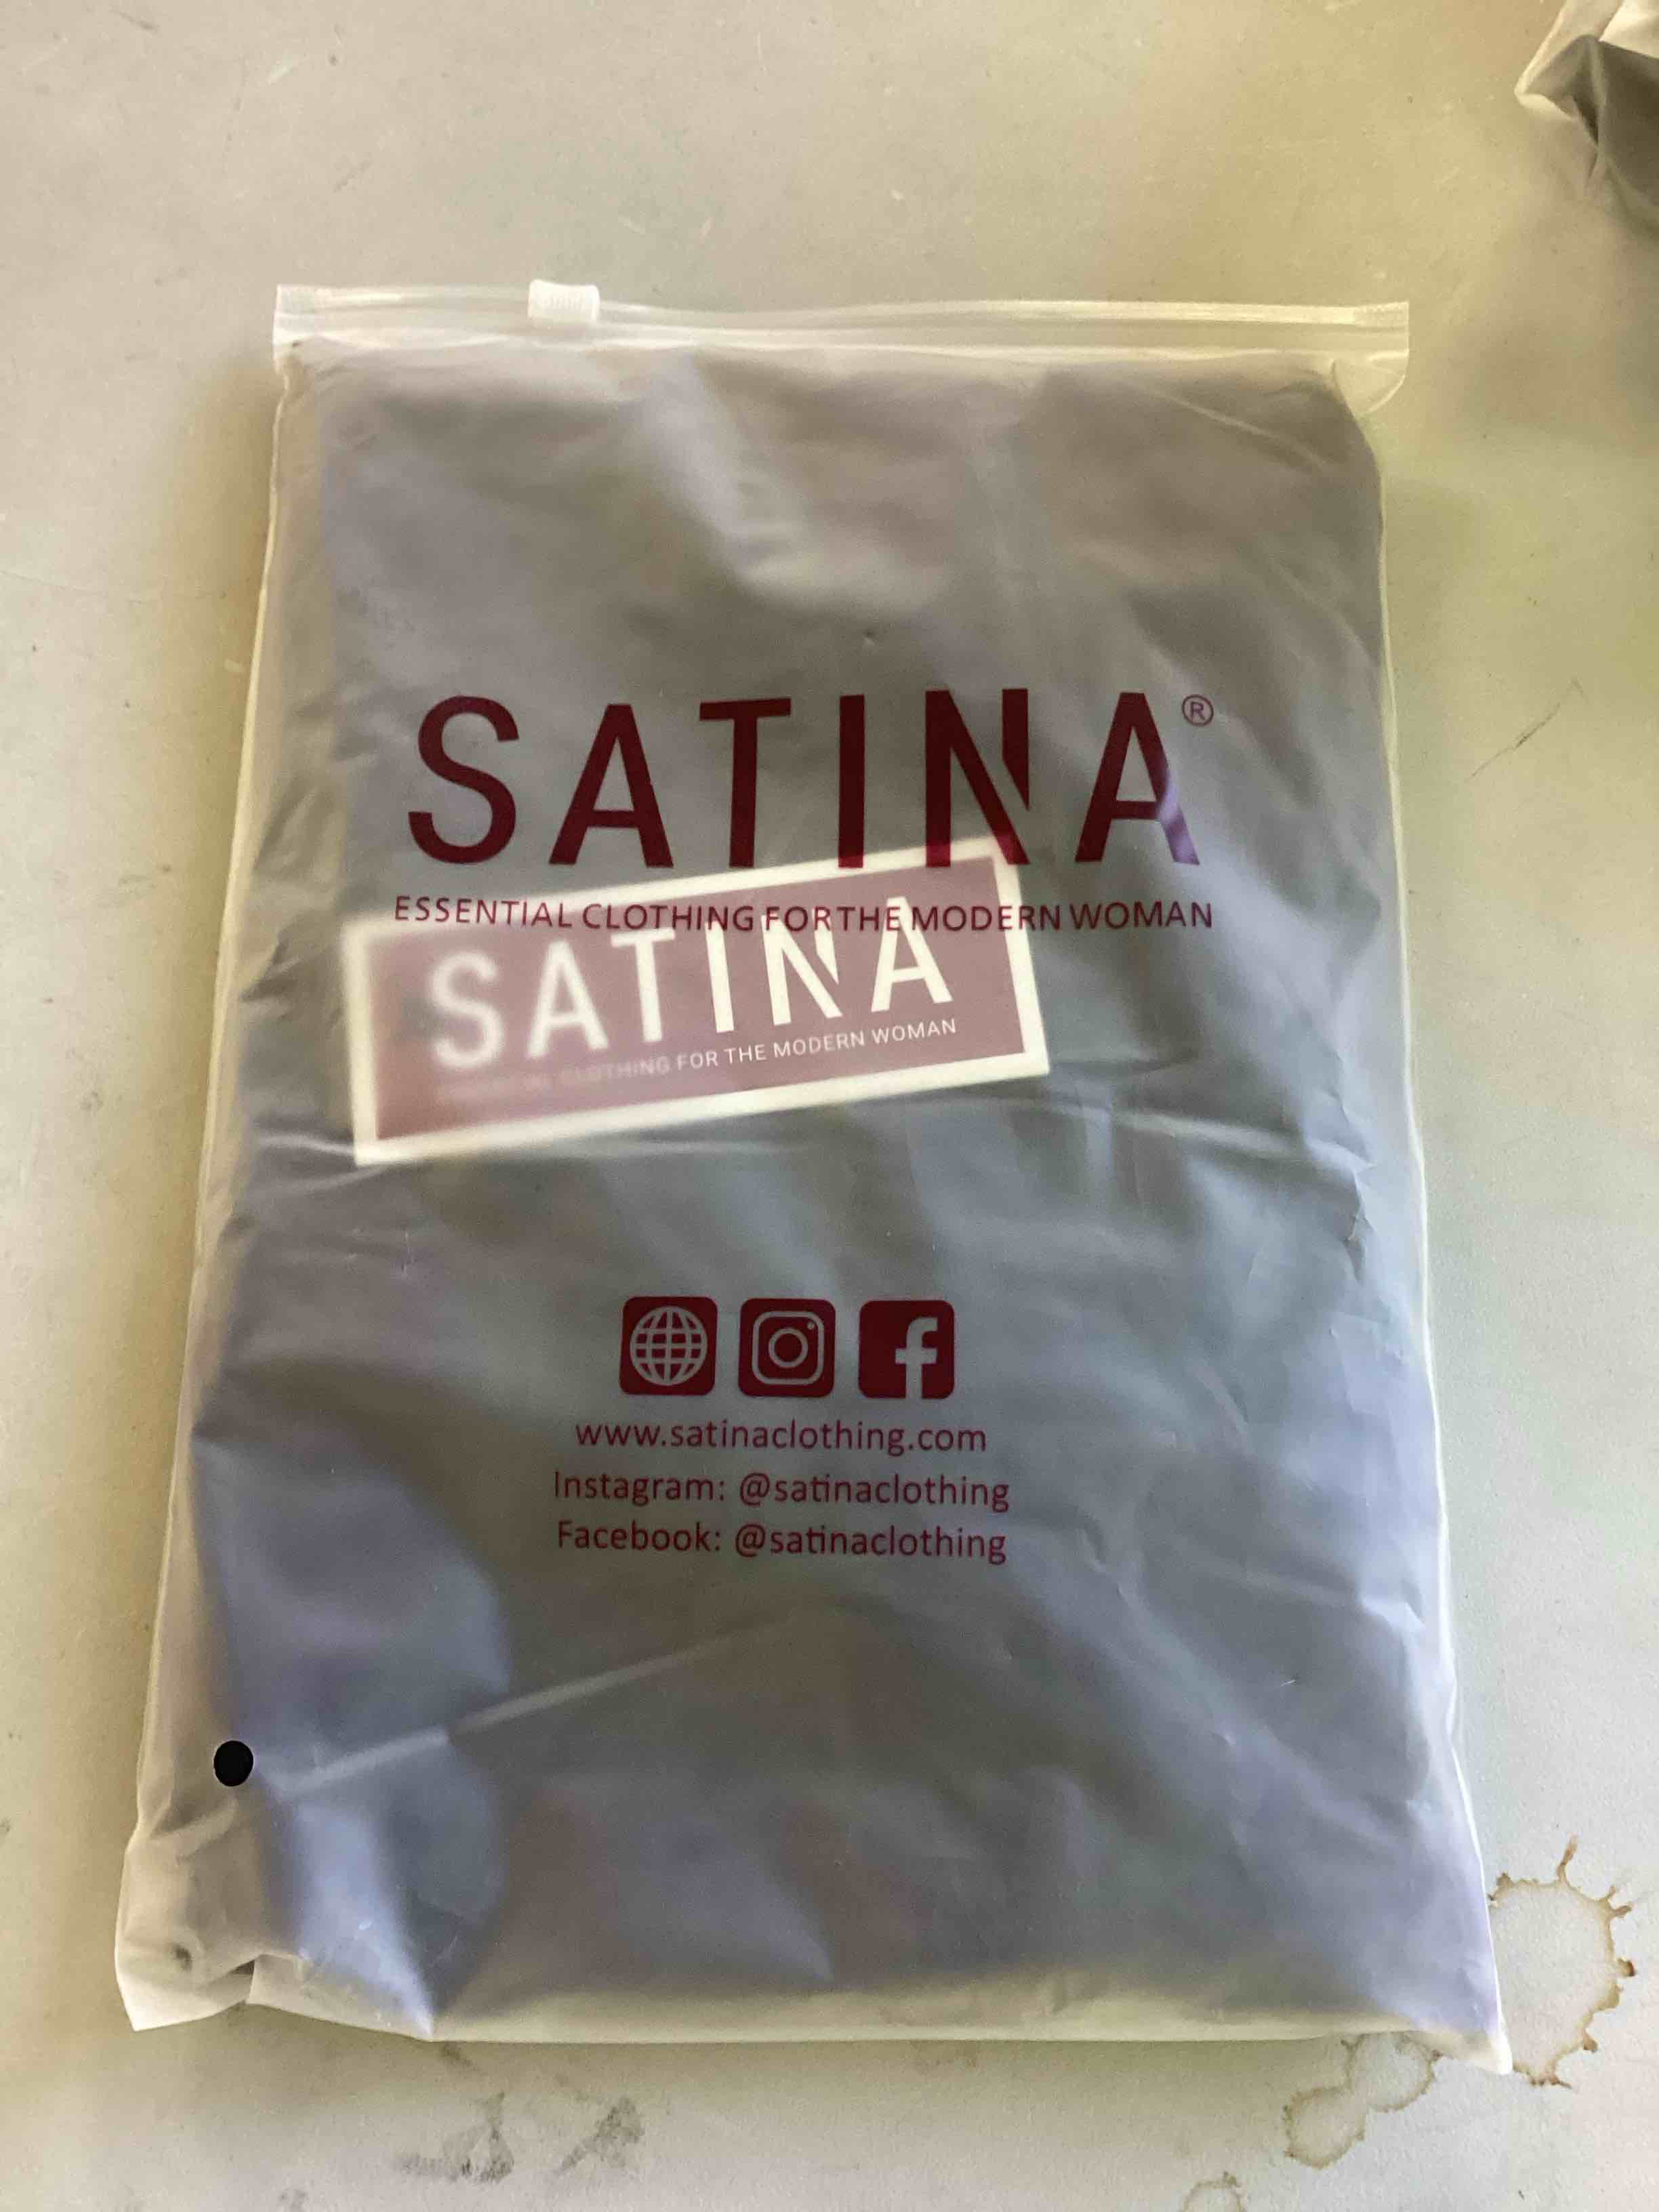 SATINA®
ESSENTIAL CLOTHING FOR THE MODERN WOMAN
SATINA
CLOTHING FOR THE MODERN WOMAN
www.satinaclothing.com
Instagram: @satinaclothing
Facebook: @satinaclothing